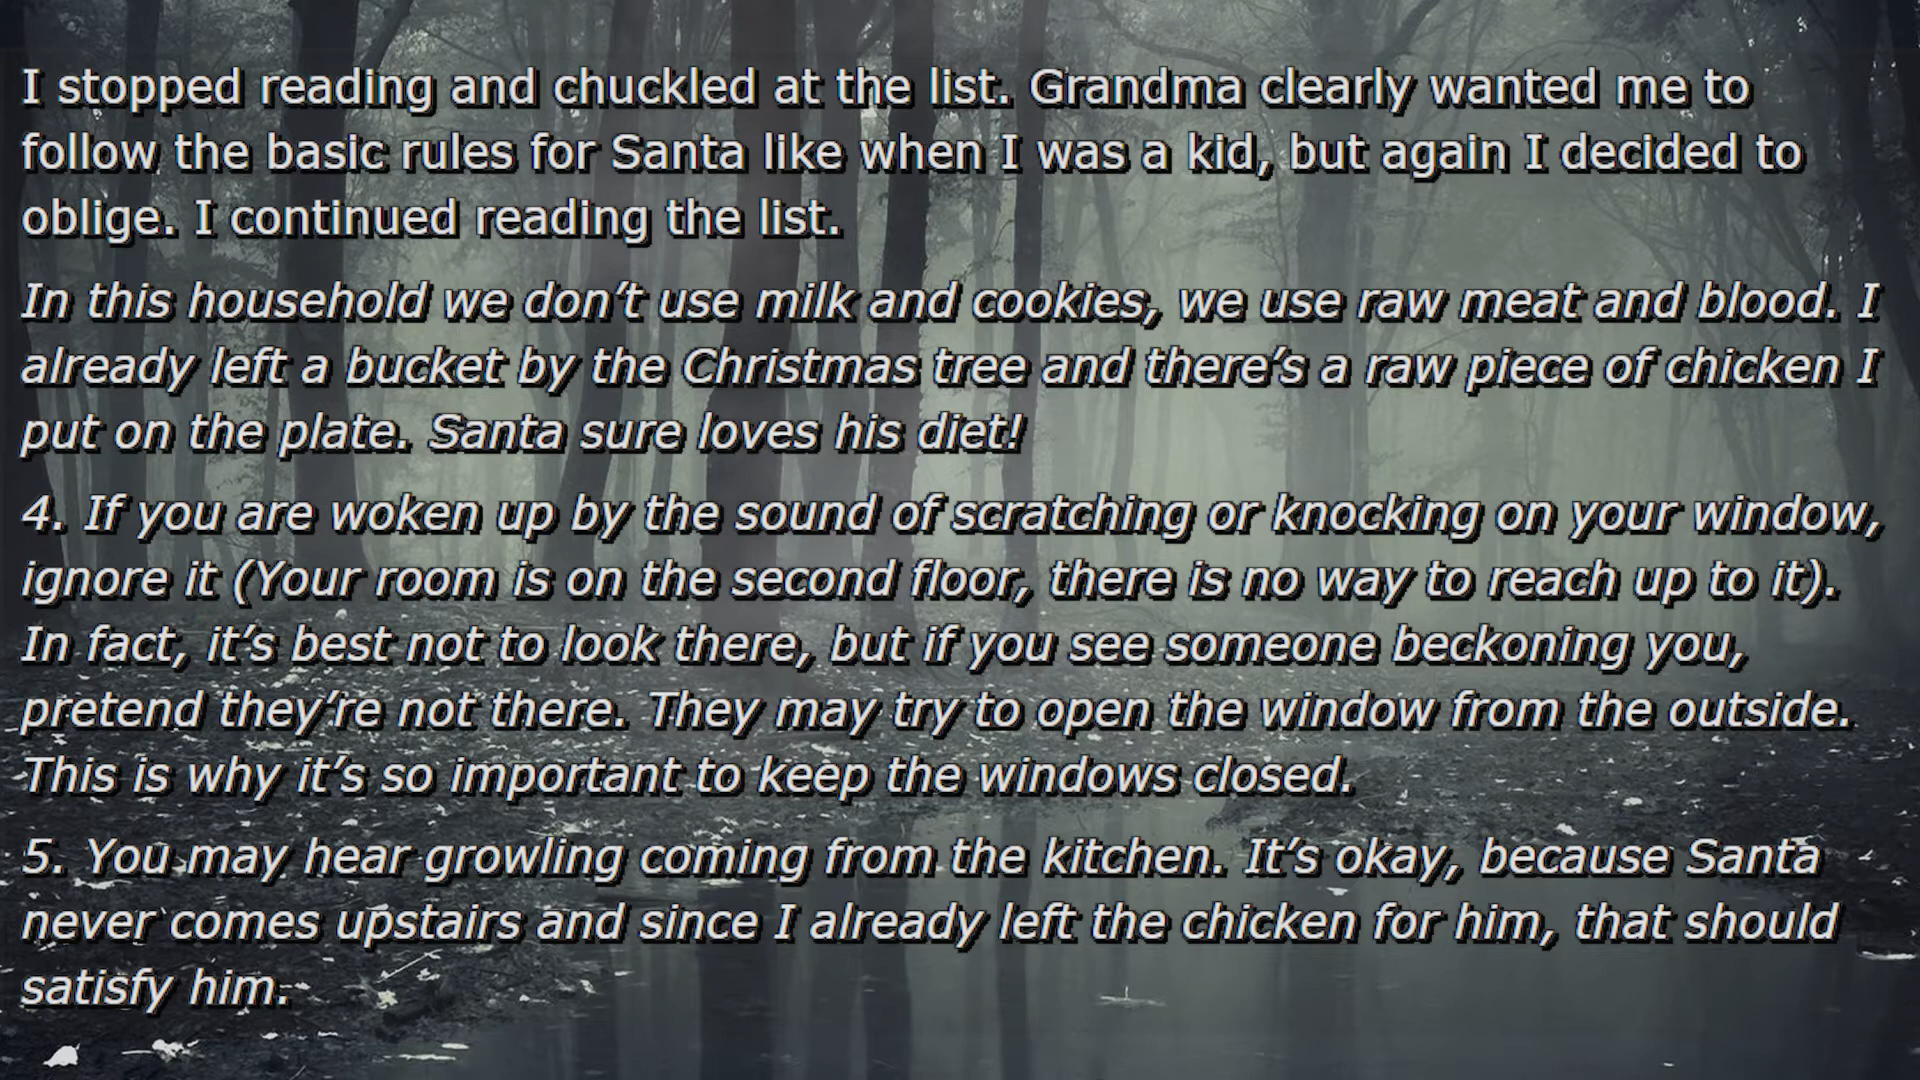 I stopped reading and chuckled at the list. Grandma clearly wanted me to
follow the basic rules for Santa like when I was a kid, but again I decided to
oblige. I continued reading the list.
In this household we don’t use milk and cookies, we use raw meat and blood. I
already left a bucket by the Christmas tree and there’s a raw piece of chicken I
put on the plate. Santa sure loves his diet!
4. If you are woken up by the sound of scratching or knocking on your window,
ignore it (Your room is on the second floor, there is no way to reach up to it).
In fact, it’s best not to look there, but if you see someone beckoning you,
pretend they’re not there. They may try to open the window from the outside.
This is why it’s so important to keep the windows closed.
5. You may hear growling coming from the kitchen. It’s okay, because Santa
never comes upstairs and since I already left the chicken for him, that should
satisfy him.